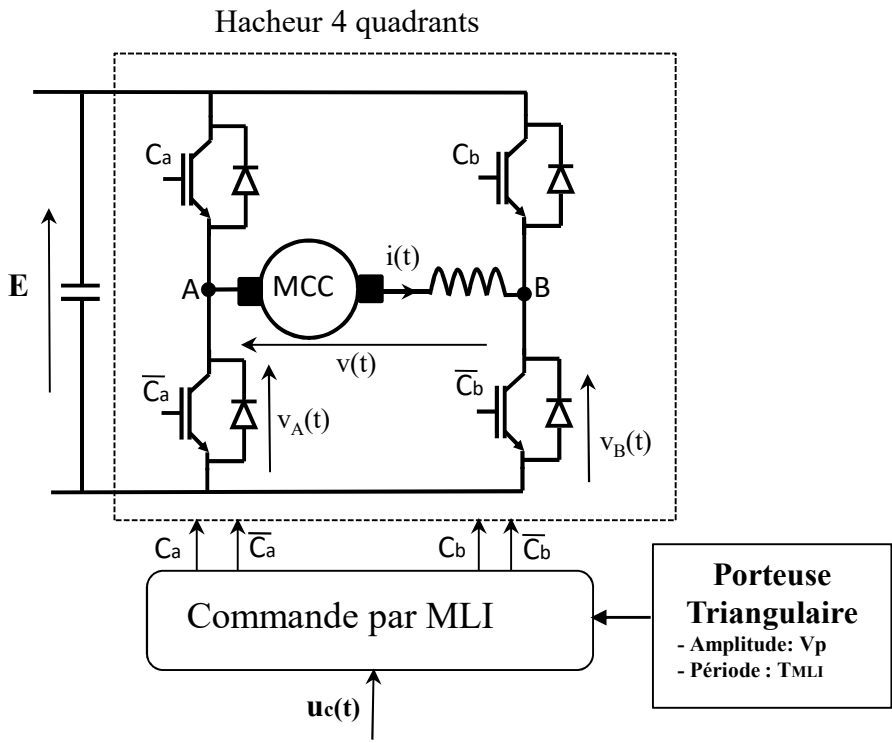 Hacheur 4 quadrants
Ca
Cb
E
A
MCC
i(t)
B
v(t)
C̅a
vA(t)
C̅b
vB(t)
Ca
C̅a
Cb
C̅b
Commande par MLI
Porteuse
Triangulaire
- Amplitude: Vp
- Période : TMLI
uc(t)